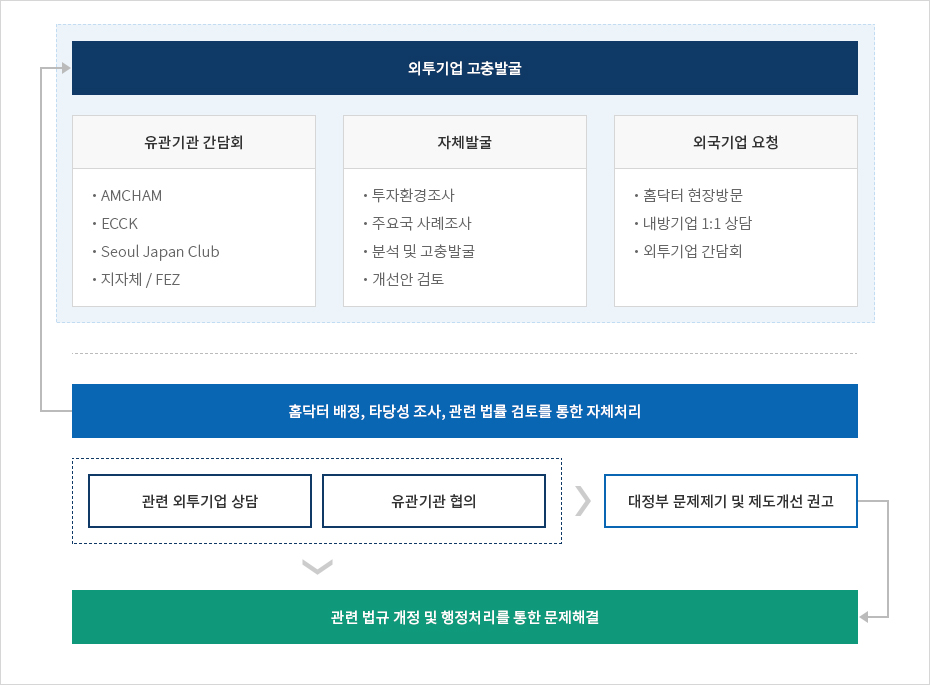 외투기업 고충발굴
유관기관 간담회
• AMCHAM
• ECCK
• Seoul Japan Club
• 지자체 / FEZ
자체발굴
• 투자환경조사
• 주요국 사례조사
• 분석 및 고충발굴
• 개선안 검토
외국기업 요청
• 홈닥터 현장방문
• 내방기업 1:1 상담
• 외투기업 간담회
홈닥터 배정, 타당성 조사, 관련 법률 검토를 통한 자체처리
관련 외투기업 상담
유관기관 협의
대정부 문제제기 및 제도개선 권고
관련 법규 개정 및 행정처리를 통한 문제해결